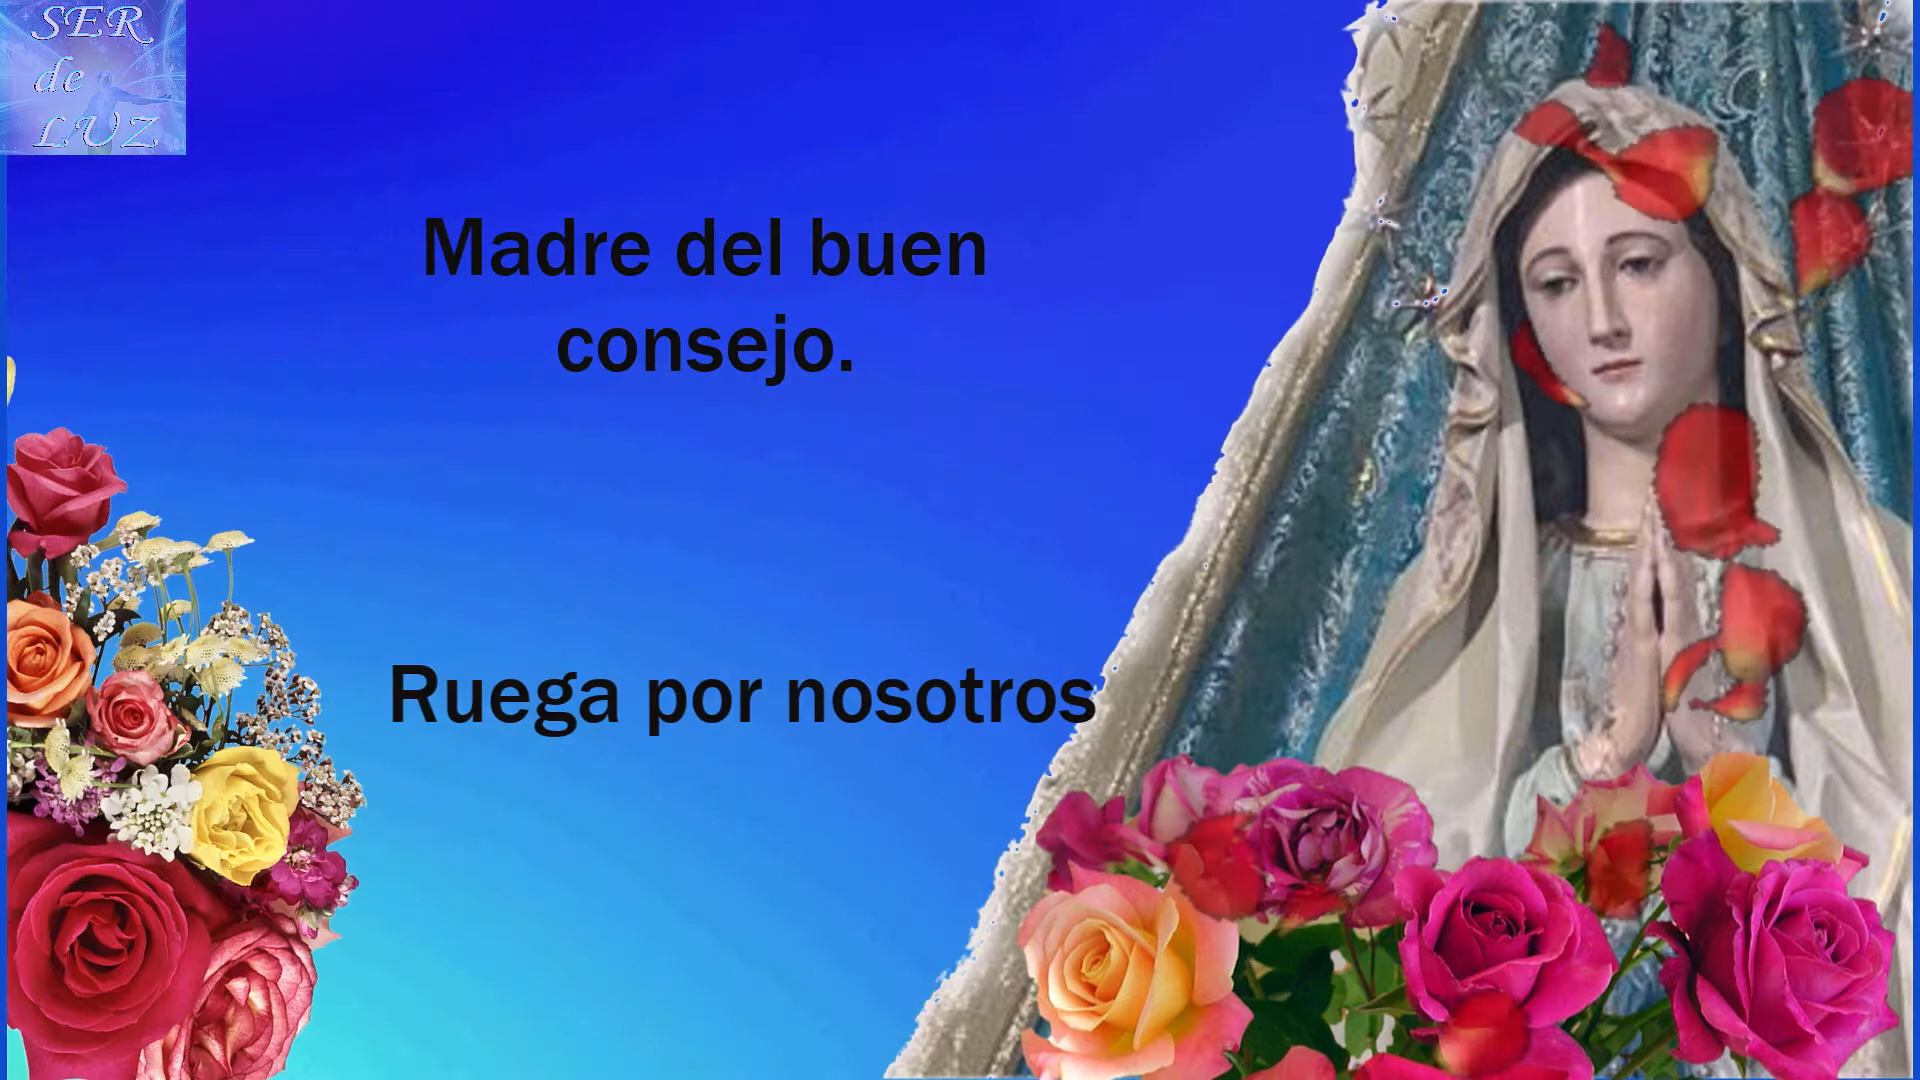 SER
de
LUZ
Madre del buen
consejo.
Ruega por nosotros